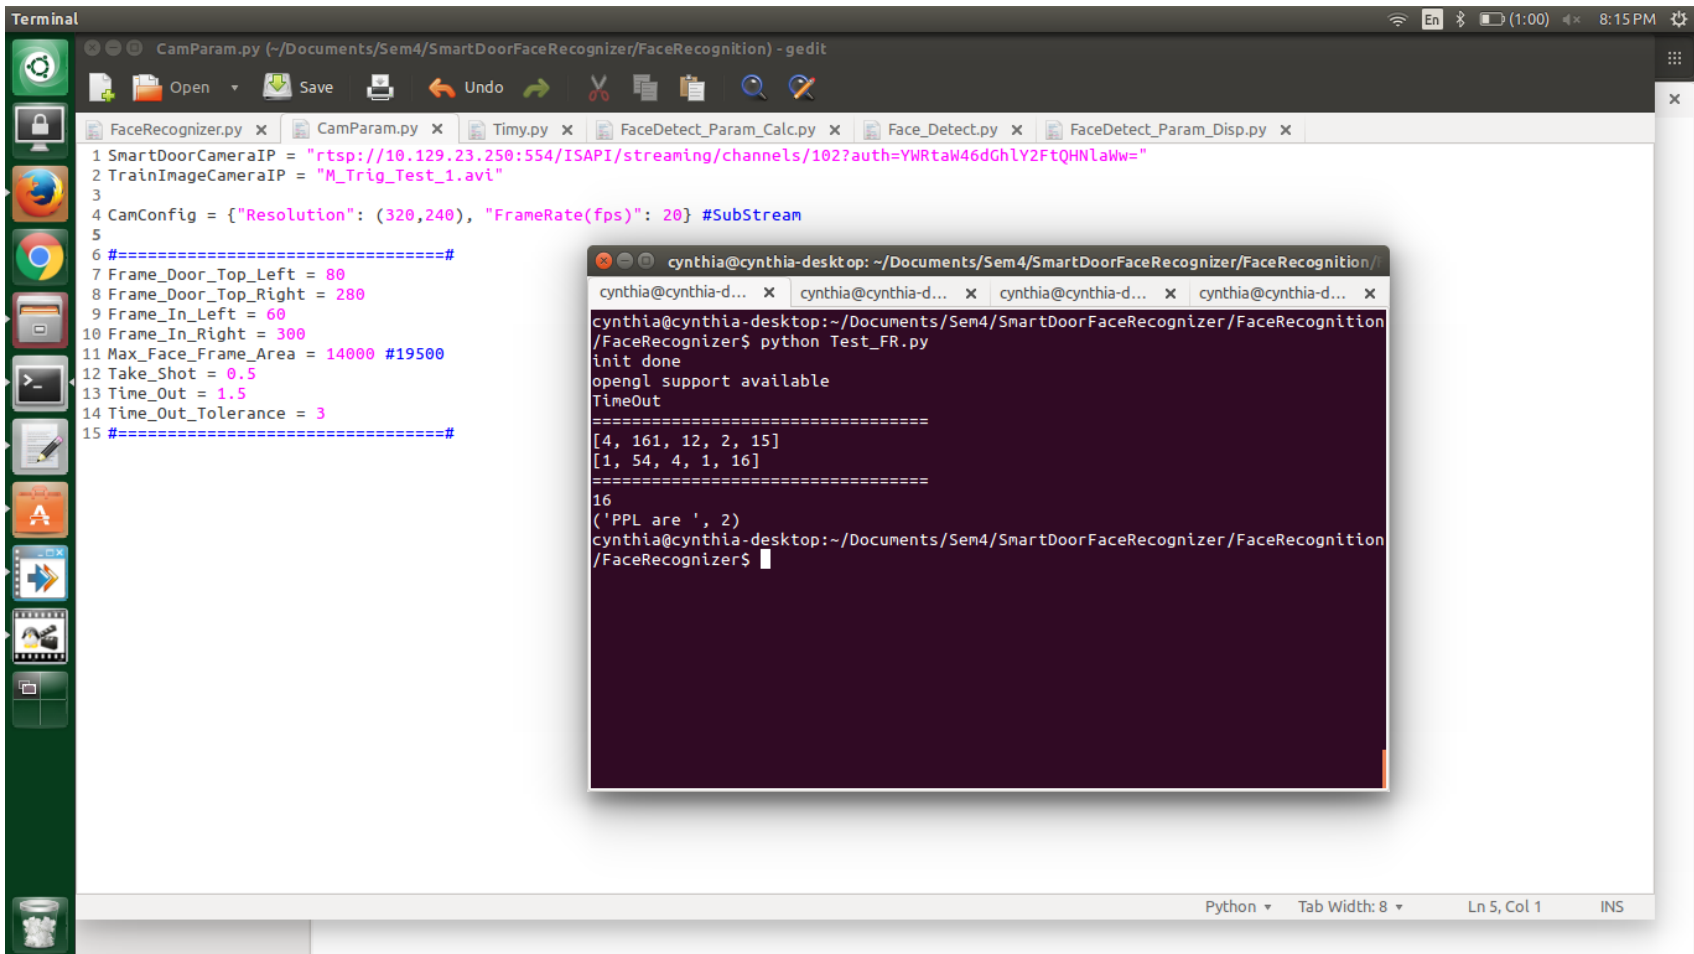 Terminal
En (1:00) 8:15 PM
CamParam.py (~/Documents/Sem4/SmartDoorFaceRecognizer/FaceRecognition) - gedit
Open Save Undo
FaceRecognizer.py CamParam.py Timy.py FaceDetect_Param_Calc.py Face_Detect.py FaceDetect_Param_Disp.py
1 SmartDoorCameraIP = "rtsp://10.129.23.250:554/ISAPI/streaming/channels/102?auth=YWRtaW46dGhlY2FtQHNlaWw="
2 TrainImageCameraIP = "M_Trig_Test_1.avi"
3
4 CamConfig = {"Resolution": (320,240), "FrameRate(fps)": 20} #SubStream
5
6 #=================================#
7 Frame_Door_Top_Left = 80
8 Frame_Door_Top_Right = 280
9 Frame_In_Left = 60
10 Frame_In_Right = 300
11 Max_Face_Frame_Area = 14000 #19500
12 Take_Shot = 0.5
13 Time_Out = 1.5
14 Time_Out_Tolerance = 3
15 #=================================#
cynthia@cynthia-desktop: ~/Documents/Sem4/SmartDoorFaceRecognizer/FaceRecognition/
cynthia@cynthia-d... cynthia@cynthia-d... cynthia@cynthia-d... cynthia@cynthia-d...
cynthia@cynthia-desktop:~/Documents/Sem4/SmartDoorFaceRecognizer/FaceRecognition
/FaceRecognizer$ python Test_FR.py
init done
opengl support available
TimeOut
==================================
[4, 161, 12, 2, 15]
[1, 54, 4, 1, 16]
==================================
16
('PPL are ', 2)
cynthia@cynthia-desktop:~/Documents/Sem4/SmartDoorFaceRecognizer/FaceRecognition
/FaceRecognizer$
Python Tab Width: 8 Ln 5, Col 1 INS